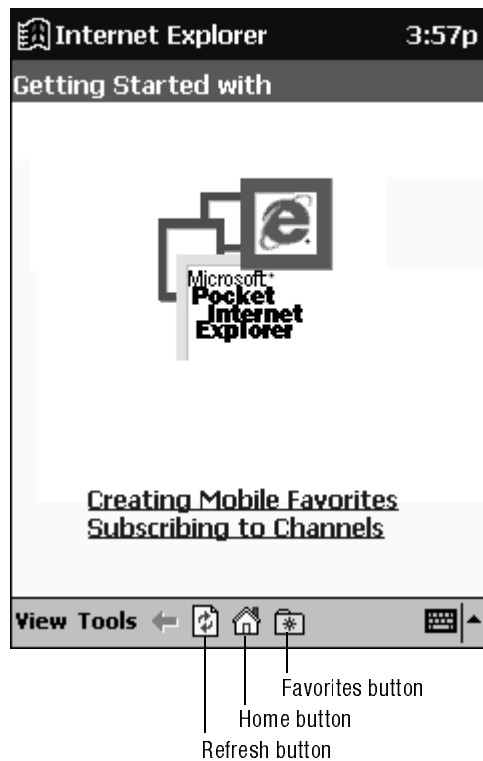 Internet Explorer 3:57p
Getting Started with
e
Microsoft
Pocket
Internet
Explorer
Creating Mobile Favorites
Subscribing to Channels
View Tools
Favorites button
Home button
Refresh button